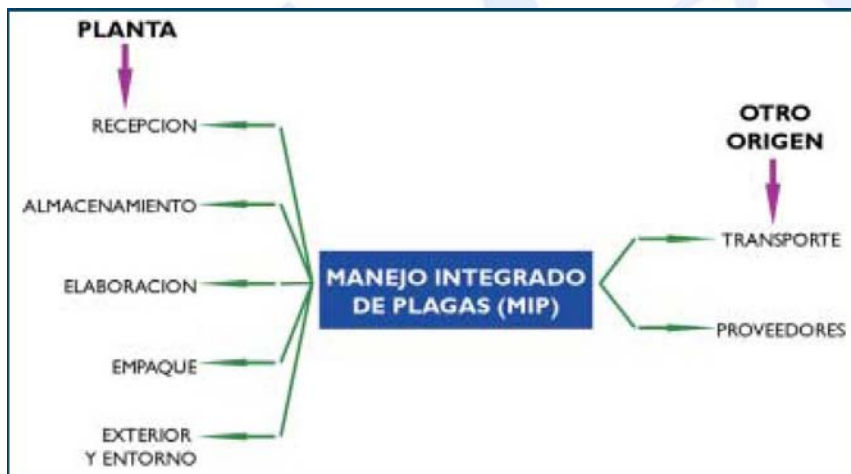 PLANTA
RECEPCION
ALMACENAMIENTO
ELABORACION
EMPAQUE
EXTERIOR
Y ENTORNO
MANEJO INTEGRADO
DE PLAGAS (MIP)
OTRO
ORIGEN
TRANSPORTE
PROVEEDORES